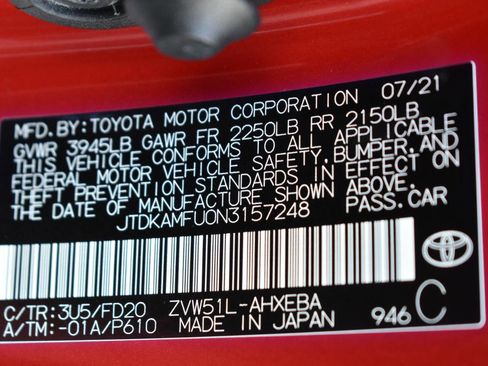 MFD.BY:TOYOTA MOTOR CORPORATION 07/21
GVWR 3945LB GAWR FR 2250LB RR 2150LB
THIS VEHICLE CONFORMS TO ALL APPLICABLE
FEDERAL MOTOR VEHICLE SAFETY,BUMPER,AND
THEFT PREVENTION STANDARDS IN EFFECT ON
THE DATE OF MANUFACTURE SHOWN ABOVE.
JTDKAMFU0N3157248 PASS.CAR
C/TR:3U5/FD20 ZVW51L-AHXEBA
A/TM:-01A/P610 MADE IN JAPAN 946 C